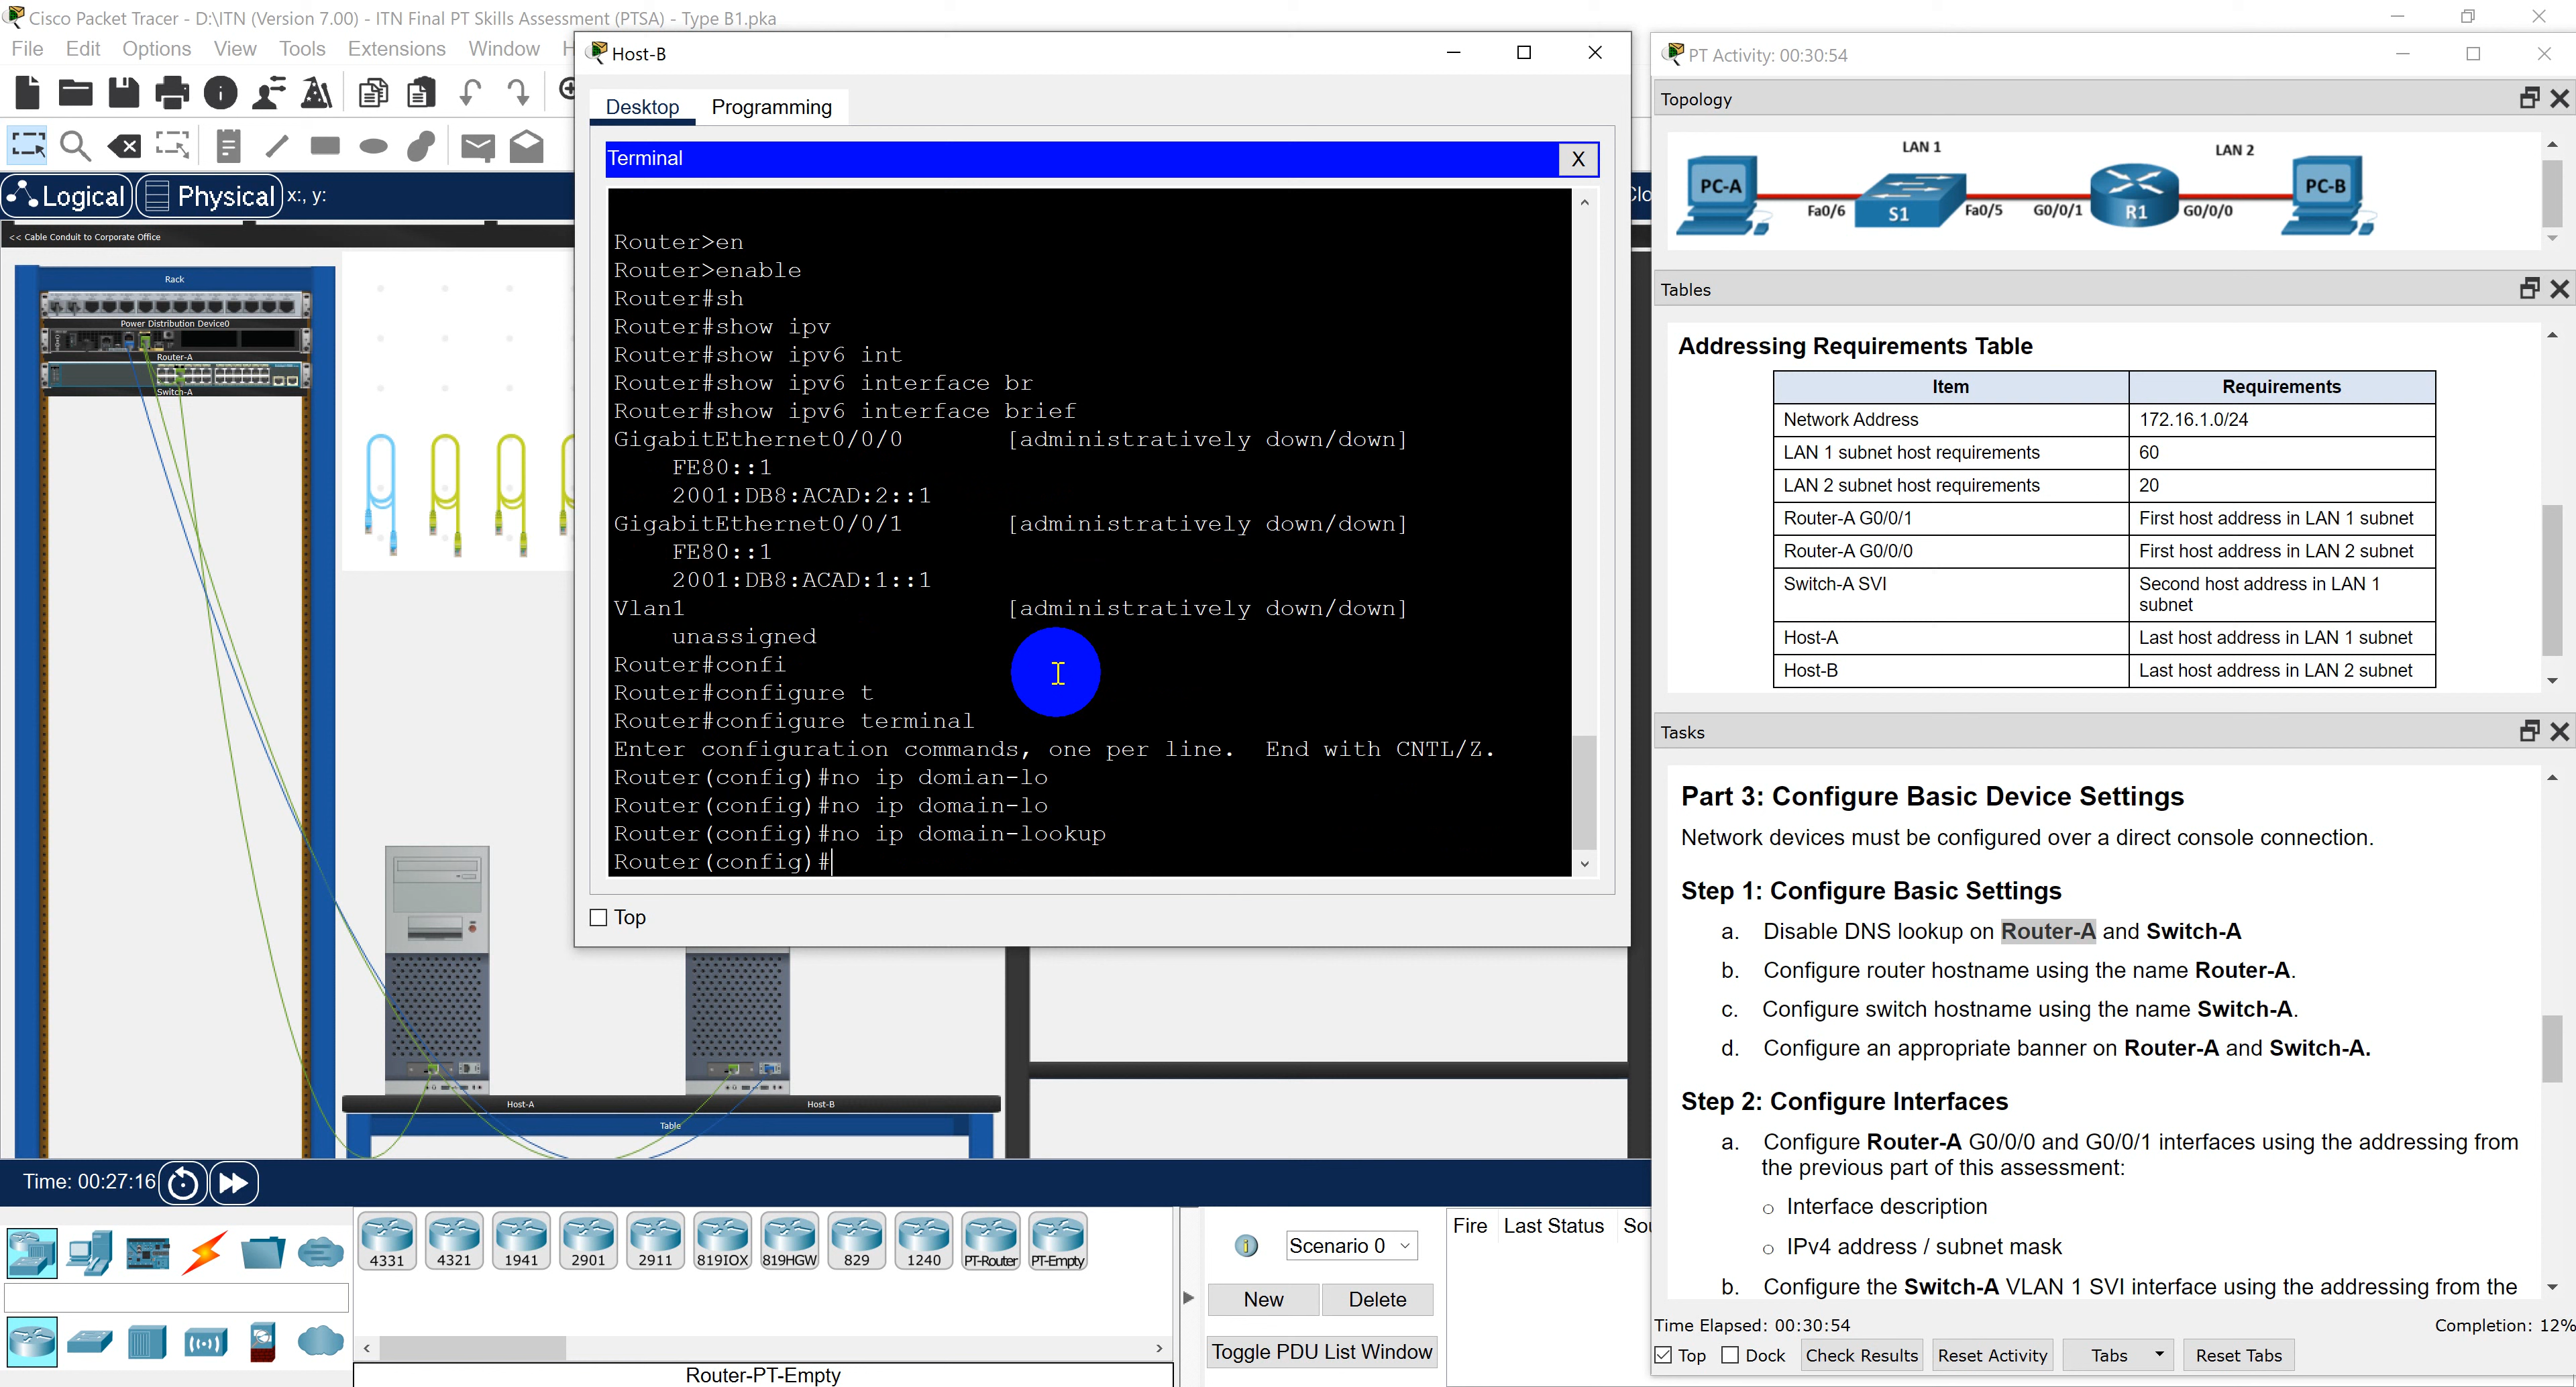 Cisco Packet Tracer - D:\ITN (Version 7.00) - ITN Final PT Skills Assessment (PTSA) - Type B1.pka
File Edit Options View Tools Extensions Window H
Logical Physical x:, y:
<< Cable Conduit to Corporate Office
Rack
Power Distribution Device0
Router-A
Switch-A
Host-A Host-B
Table
Host-B
Desktop Programming
Terminal X
Router>en
Router>enable
Router#sh
Router#show ipv
Router#show ipv6 int
Router#show ipv6 interface br
Router#show ipv6 interface brief
GigabitEthernet0/0/0 [administratively down/down]
FE80::1
2001:DB8:ACAD:2::1
GigabitEthernet0/0/1 [administratively down/down]
FE80::1
2001:DB8:ACAD:1::1
Vlan1 [administratively down/down]
unassigned
Router#confi
Router#configure t
Router#configure terminal
Enter configuration commands, one per line. End with CNTL/Z.
Router(config)#no ip domian-lo
Router(config)#no ip domain-lo
Router(config)#no ip domain-lookup
Router(config)#
Top
Clo
PT Activity: 00:30:54
Topology
LAN 1 LAN 2
PC-A Fa0/6 S1 Fa0/5 G0/0/1 R1 G0/0/0 PC-B
Tables
Addressing Requirements Table
Item Requirements
Network Address 172.16.1.0/24
LAN 1 subnet host requirements 60
LAN 2 subnet host requirements 20
Router-A G0/0/1 First host address in LAN 1 subnet
Router-A G0/0/0 First host address in LAN 2 subnet
Switch-A SVI Second host address in LAN 1
subnet
Host-A Last host address in LAN 1 subnet
Host-B Last host address in LAN 2 subnet
Tasks
Part 3: Configure Basic Device Settings
Network devices must be configured over a direct console connection.
Step 1: Configure Basic Settings
a. Disable DNS lookup on Router-A and Switch-A
b. Configure router hostname using the name Router-A.
c. Configure switch hostname using the name Switch-A.
d. Configure an appropriate banner on Router-A and Switch-A.
Step 2: Configure Interfaces
a. Configure Router-A G0/0/0 and G0/0/1 interfaces using the addressing from
the previous part of this assessment:
o Interface description
o IPv4 address / subnet mask
b. Configure the Switch-A VLAN 1 SVI interface using the addressing from the
Time Elapsed: 00:30:54 Completion: 12%
Top Dock Check Results Reset Activity Tabs Reset Tabs
Time: 00:27:16
4331 4321 1941 2901 2911 819IOX 819HGW 829 1240 PT-Router PT-Empty
Router-PT-Empty
Scenario 0
New Delete
Toggle PDU List Window
Fire Last Status Sou